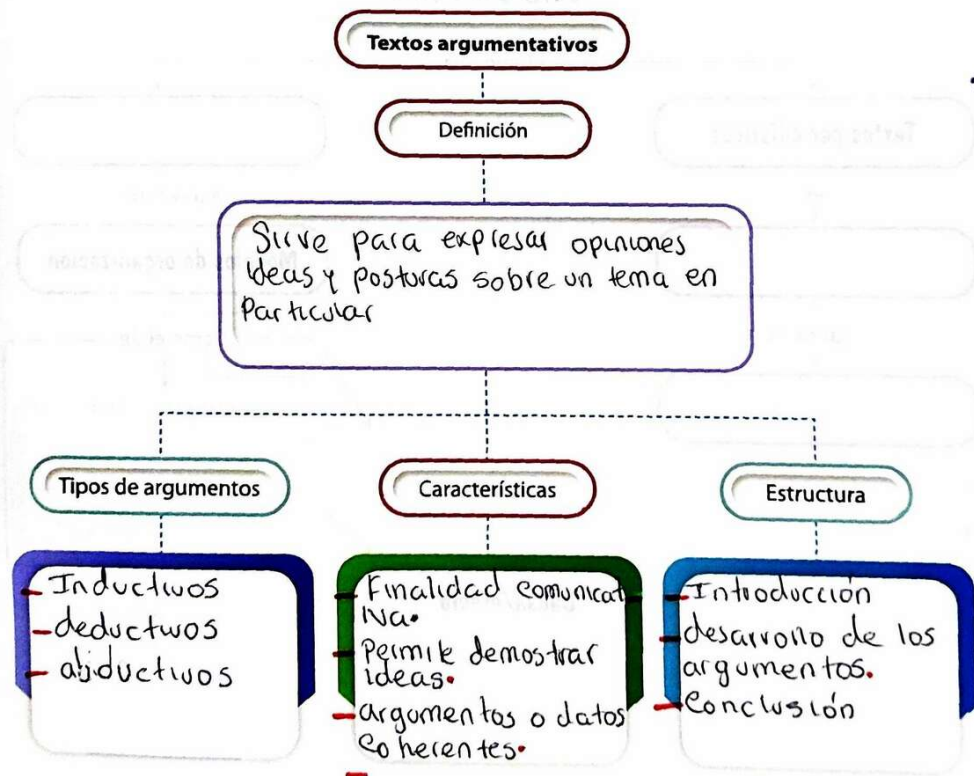 Textos argumentativos
Definición
Sirve para expresar opiniones
ideas y posturas sobre un tema en
Particular
Tipos de argumentos
Inductivos
deductivos
abductivos
Características
Finalidad comunicat
iva.
Permite demostrar
ideas.
argumentos o datos
coherentes.
Estructura
Introducción
desarrollo de los
argumentos.
Conclusión